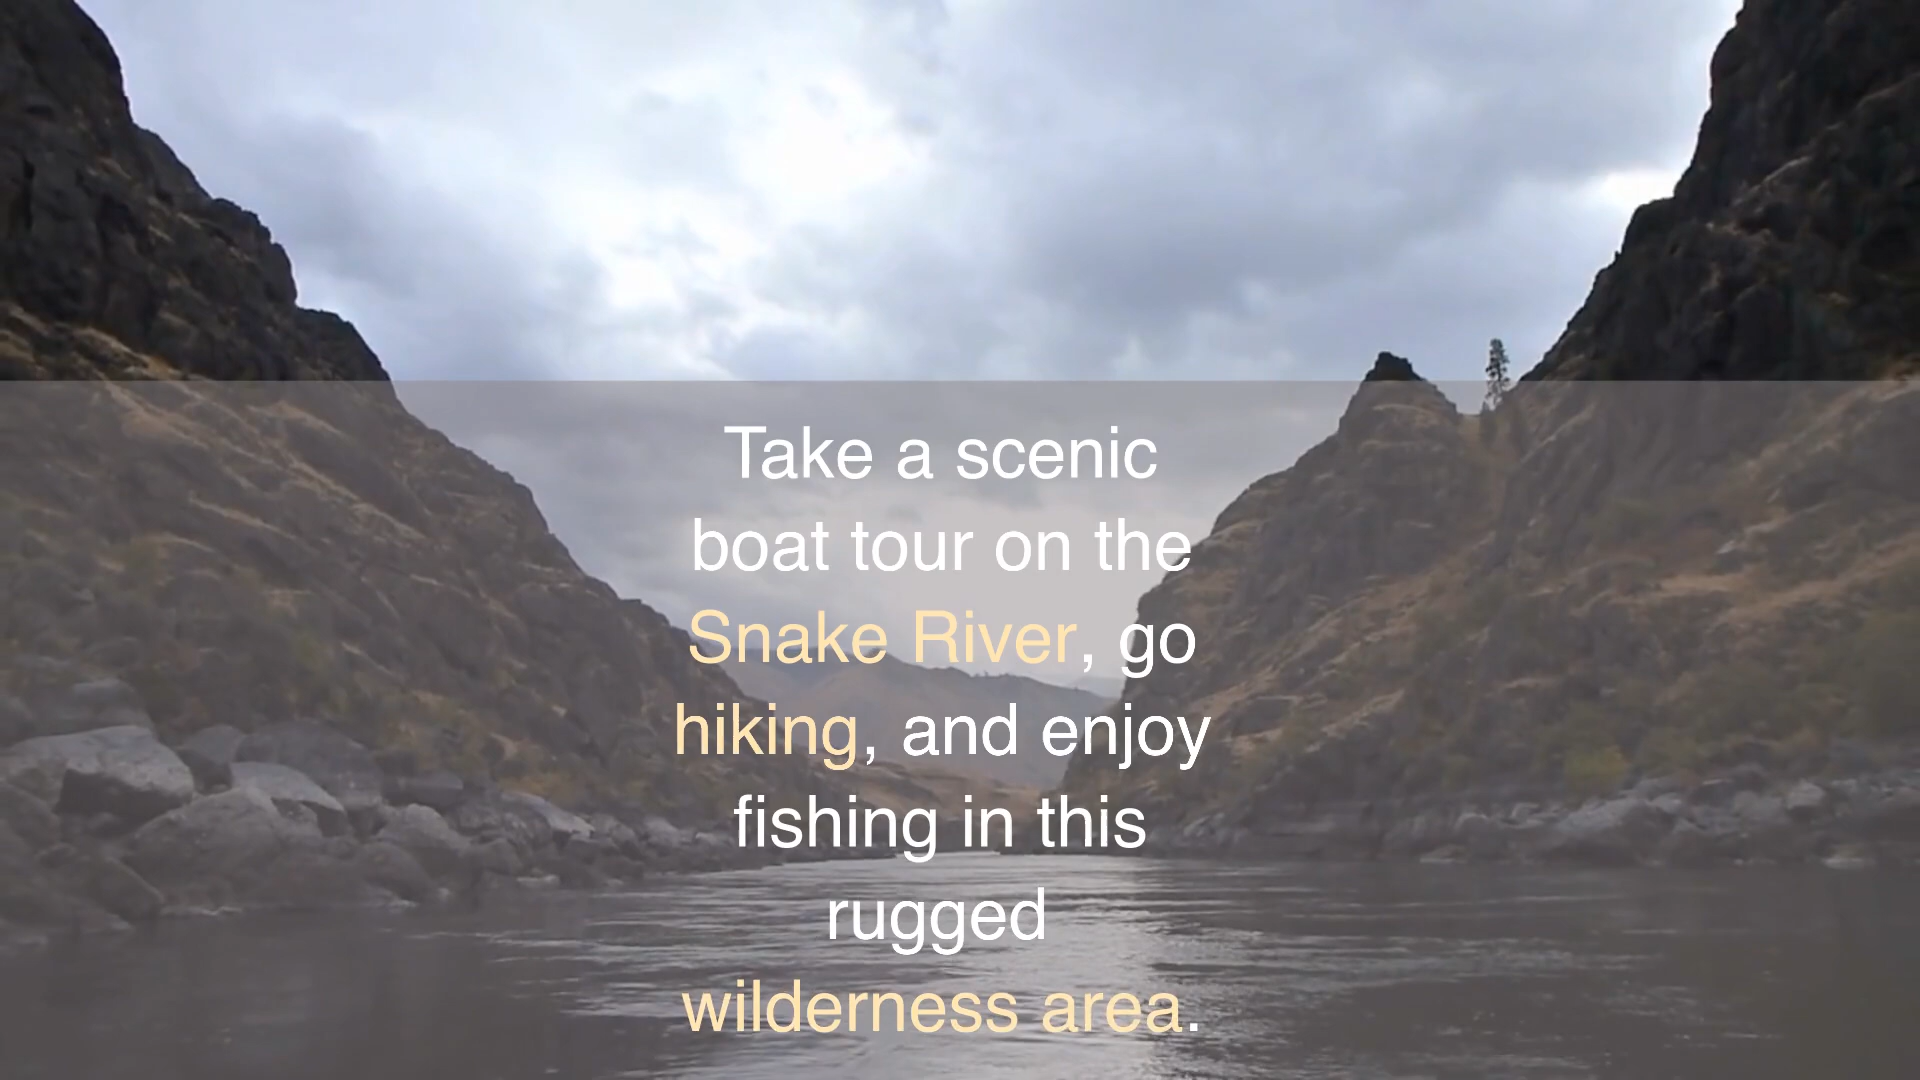 Take a scenic
boat tour on the
Snake River, go
hiking, and enjoy
fishing in this
rugged
wilderness area.